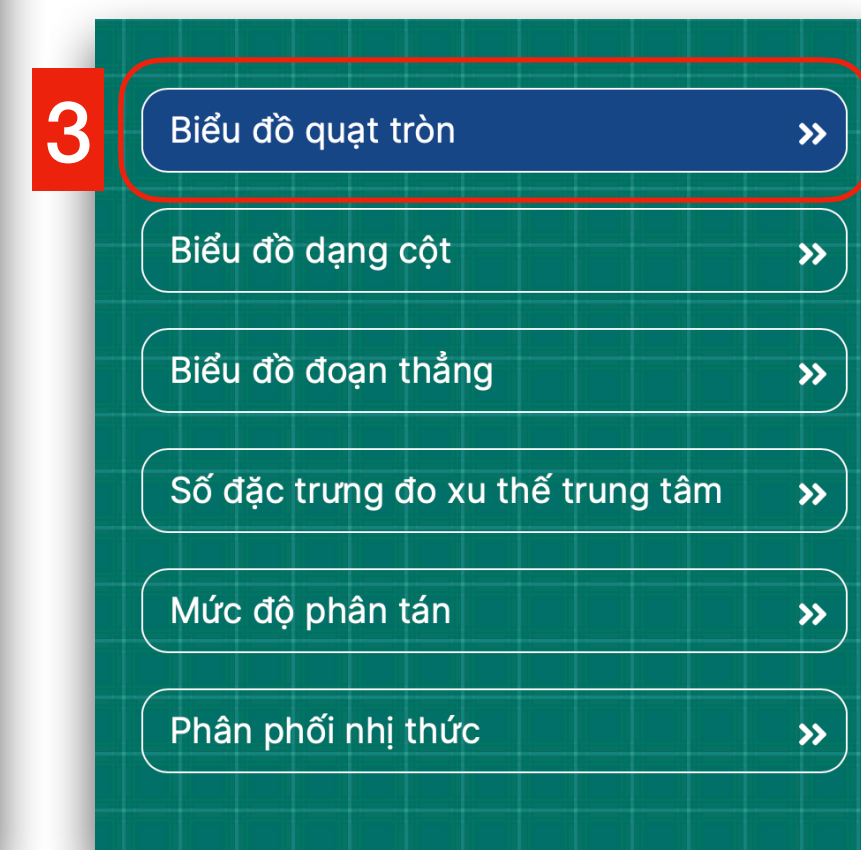 3
Biểu đồ quạt tròn
Biểu đồ dạng cột
Biểu đồ đoạn thẳng
Số đặc trưng đo xu thế trung tâm
Mức độ phân tán
Phân phối nhị thức